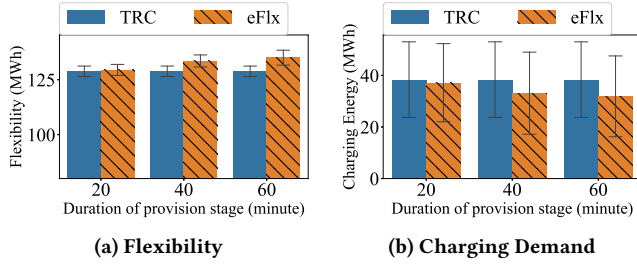 TRC eFlx
Flexibility (MWh)
125
100
20 40 60
Duration of provision stage (minute)
(a) Flexibility
TRC eFlx
Charging Energy (MWh)
40
20
0
20 40 60
Duration of provision stage (minute)
(b) Charging Demand